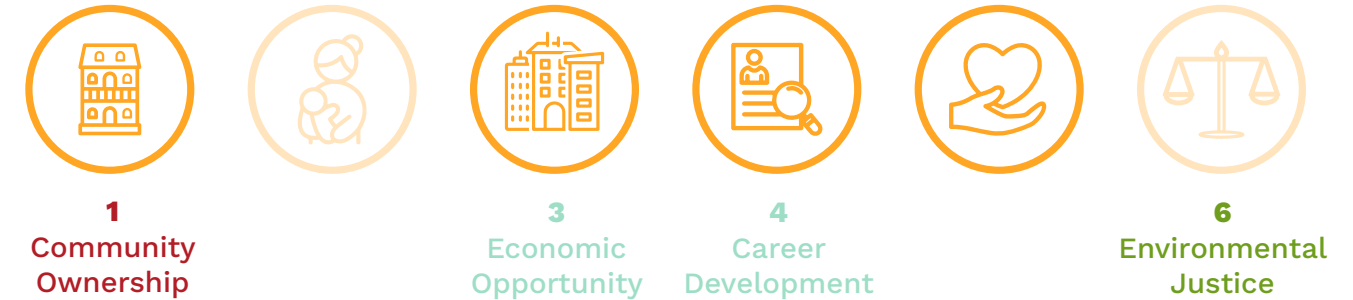 1
Community
Ownership
3
Economic
Opportunity
4
Career
Development
6
Environmental
Justice